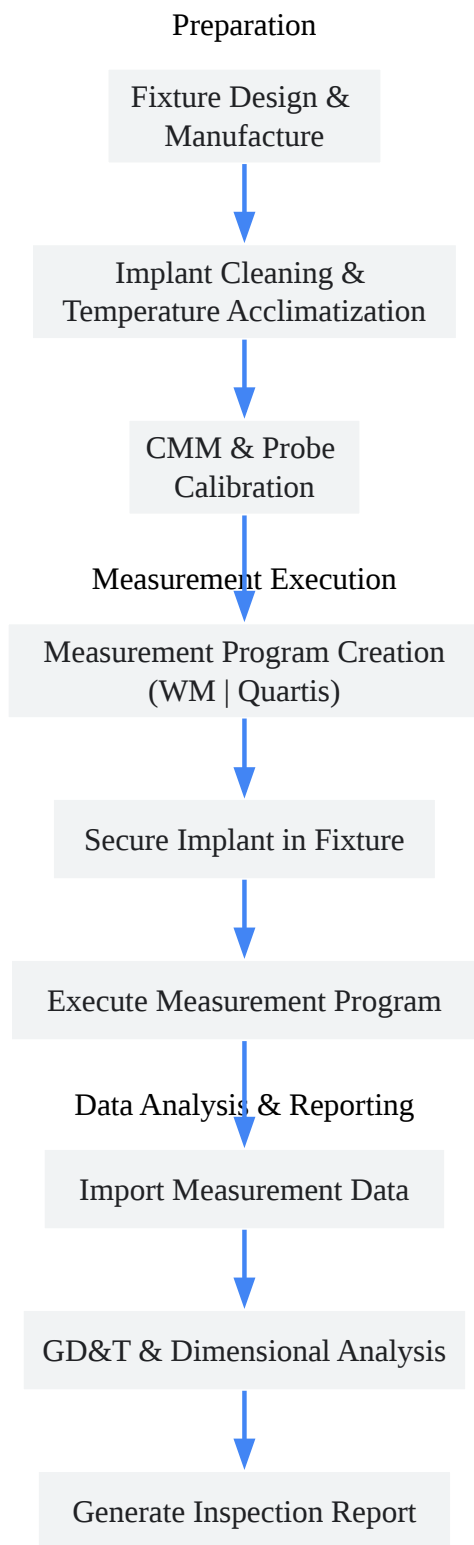 Preparation
Fixture Design &
Manufacture
Implant Cleaning &
Temperature Acclimatization
CMM & Probe
Calibration
Measurement Execution
Measurement Program Creation
(WM | Quartis)
Secure Implant in Fixture
Execute Measurement Program
Data Analysis & Reporting
Import Measurement Data
GD&T & Dimensional Analysis
Generate Inspection Report